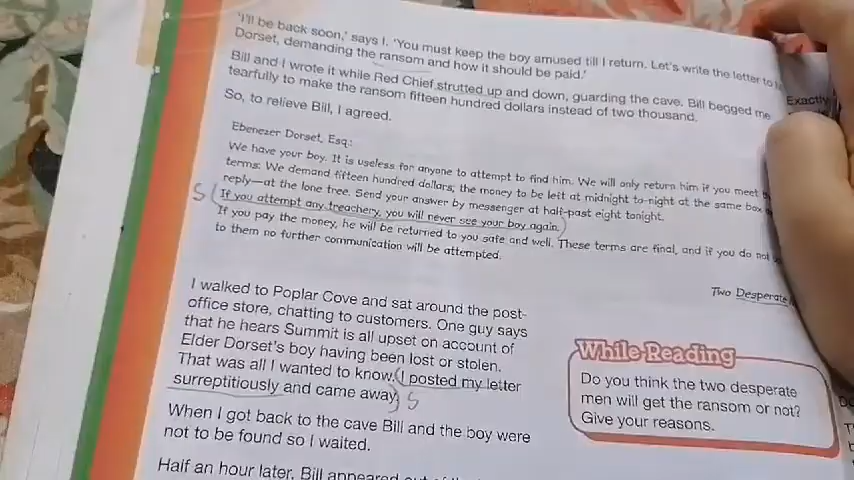 'I'll be back soon,' says I. 'You must keep the boy amused till I return. Let's write the letter to
Dorset, demanding the ransom and how it should be paid.'
Bill and I wrote it while Red Chief strutted up and down, guarding the cave. Bill begged me
tearfully to make the ransom fifteen hundred dollars instead of two thousand.
So, to relieve Bill, I agreed.
Ebenezer Dorset, Esq:
We have your boy. It is useless for anyone to attempt to find him. We will only return him if you meet
terms: We demand fifteen hundred dollars; the money to be left at midnight to-night at the same box
reply—at the lone tree. Send your answer by messenger at half-past eight tonight.
S (If you attempt any treachery, you will never see your boy again.)
If you pay the money, he will be returned to you safe and well. These terms are final, and if you do not
to them no further communication will be attempted.
Two Desperate
I walked to Poplar Cove and sat around the post-
office store, chatting to customers. One guy says
that he hears Summit is all upset on account of
Elder Dorset's boy having been lost or stolen.
That was all I wanted to know. (I posted my letter
surreptitiously and came away.) S
When I got back to the cave Bill and the boy were
not to be found so I waited.
Half an hour later, Bill appeared out of
While Reading
Do you think the two desperate
men will get the ransom or not?
Give your reasons.
Exactly